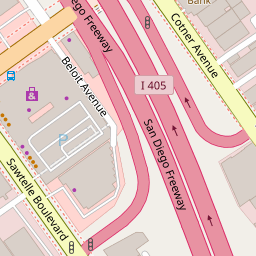 Bank
Cotner Avenue
Diego Freeway
Beloit Avenue
I 405
San Diego Freeway
Sawtelle Boulevard